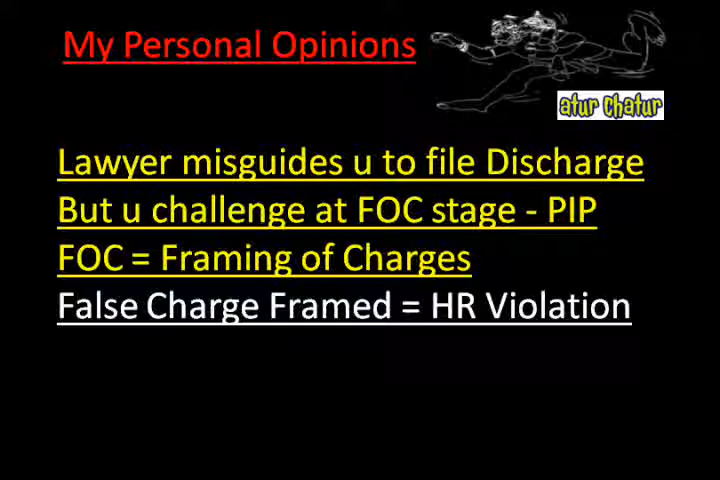 My Personal Opinions
atur chatur
Lawyer misguides u to file Discharge
But u challenge at FOC stage - PIP
FOC = Framing of Charges
False Charge Framed = HR Violation